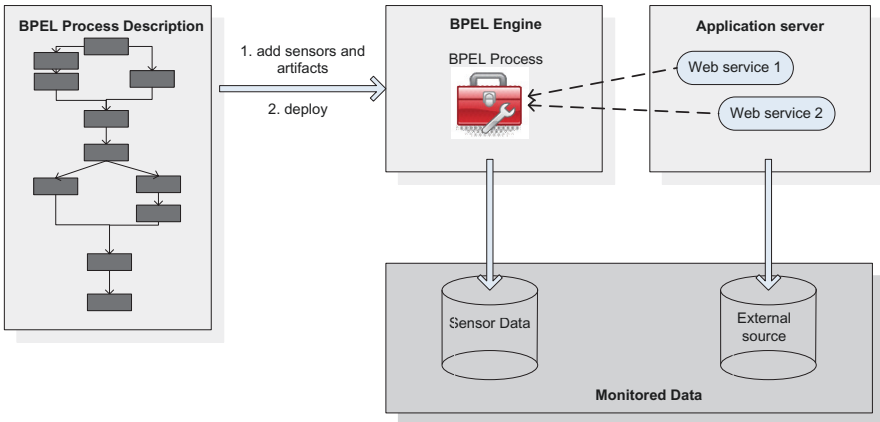 BPEL Process Description
1. add sensors and
artifacts
2. deploy
BPEL Engine
BPEL Process
Application server
Web service 1
Web service 2
Sensor Data
External
source
Monitored Data